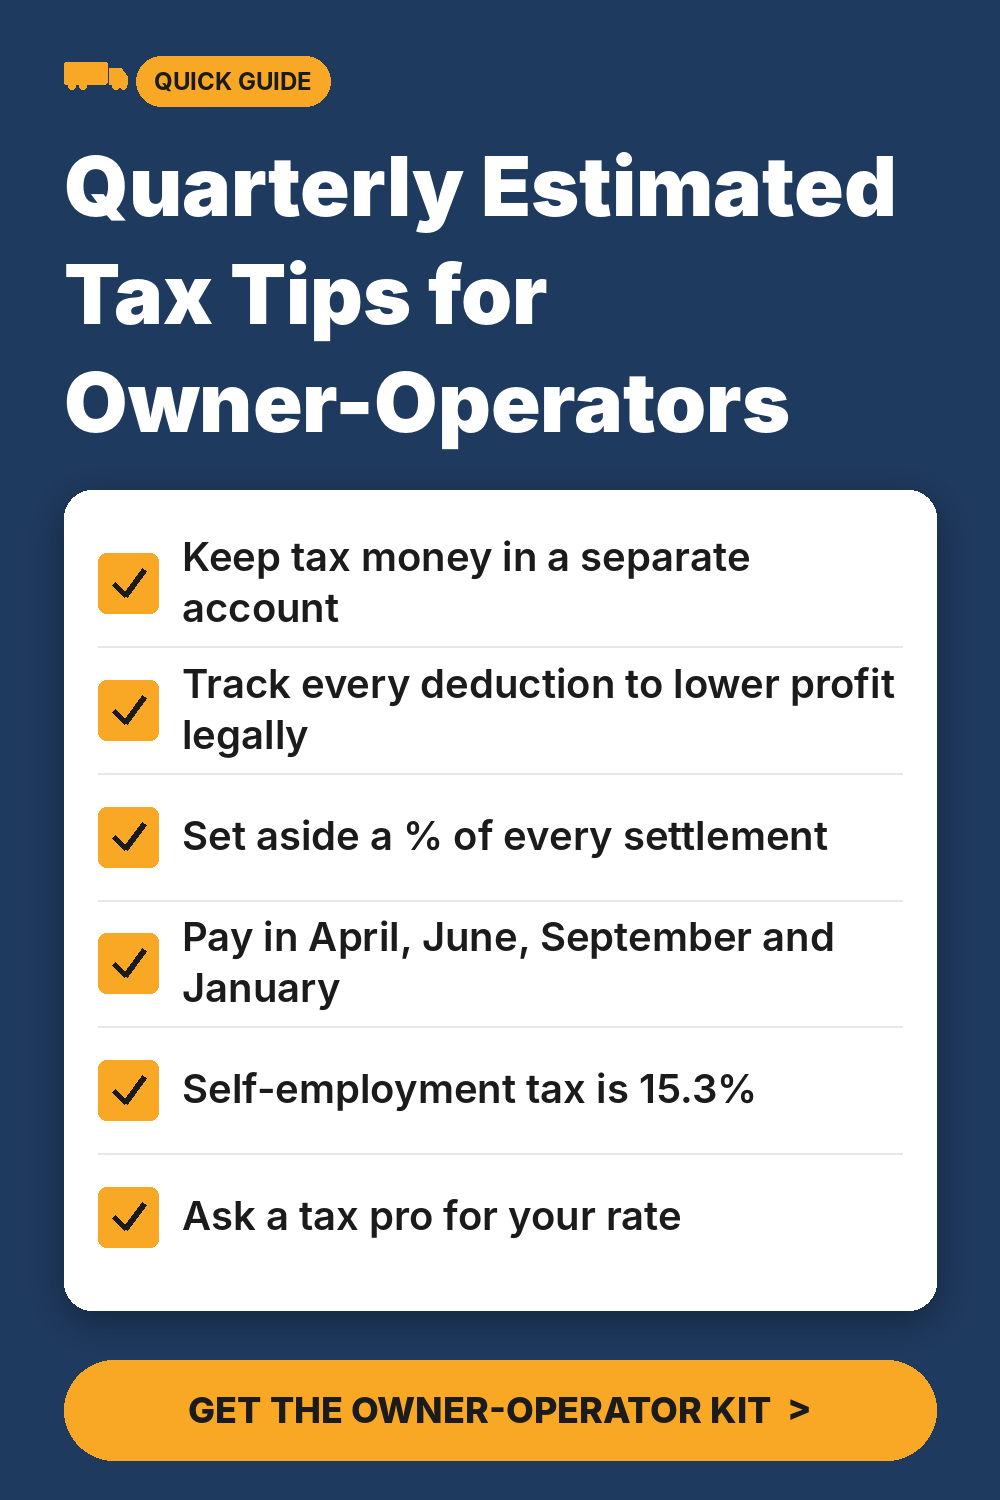 QUICK GUIDE
Quarterly Estimated
Tax Tips for
Owner-Operators
Keep tax money in a separate
account
Track every deduction to lower profit
legally
Set aside a % of every settlement
Pay in April, June, September and
January
Self-employment tax is 15.3%
Ask a tax pro for your rate
GET THE OWNER-OPERATOR KIT >